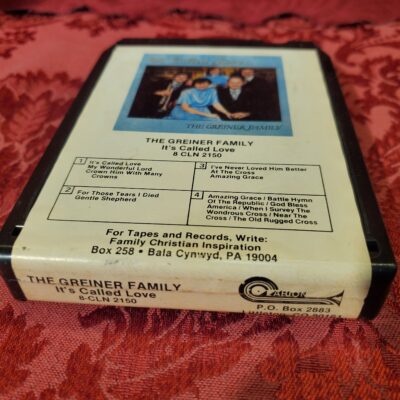 THE GREINER FAMILY
THE GREINER FAMILY
It's Called Love
8 CLN 2150
1 It's Called Love
My Wonderful Lord
Crown Him With Many
Crowns
3 I've Never Loved Him Better
At The Cross
Amazing Grace
2 For Those Tears I Died
Gentle Shepherd
4 Amazing Grace / Battle Hymn
Of The Republic / God Bless
America / When I Survey The
Wondrous Cross / Near The
Cross / The Old Rugged Cross
For Tapes and Records, Write:
Family Christian Inspiration
Box 258 • Bala Cynwyd, PA 19004
THE GREINER FAMILY
It's Called Love
8-CLN 2150
CLARION
P.O. Box 2883